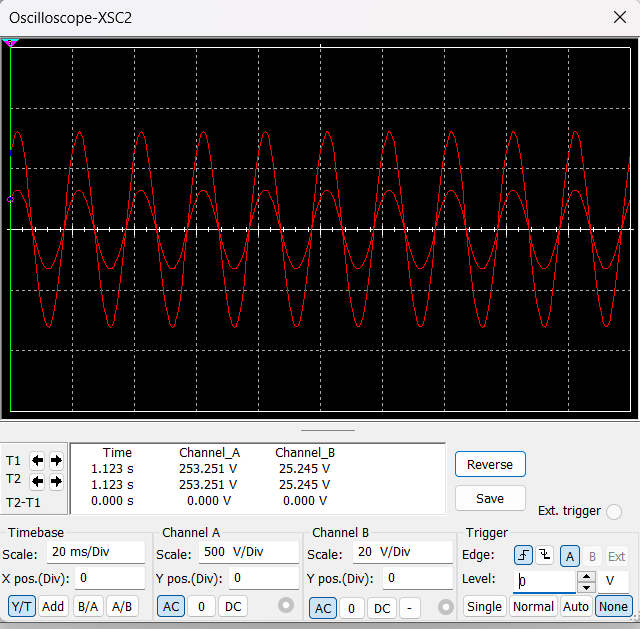 Oscilloscope-XSC2
Time Channel_A Channel_B
T1 1.123 s 253.251 V 25.245 V
T2 1.123 s 253.251 V 25.245 V
T2-T1 0.000 s 0.000 V 0.000 V
Reverse
Save
Ext. trigger
Timebase
Scale: 20 ms/Div
X pos.(Div): 0
Y/T Add B/A A/B
Channel A
Scale: 500 V/Div
Y pos.(Div): 0
AC 0 DC
Channel B
Scale: 20 V/Div
Y pos.(Div): 0
AC 0 DC -
Trigger
Edge: A B Ext
Level: 0 V
Single Normal Auto None